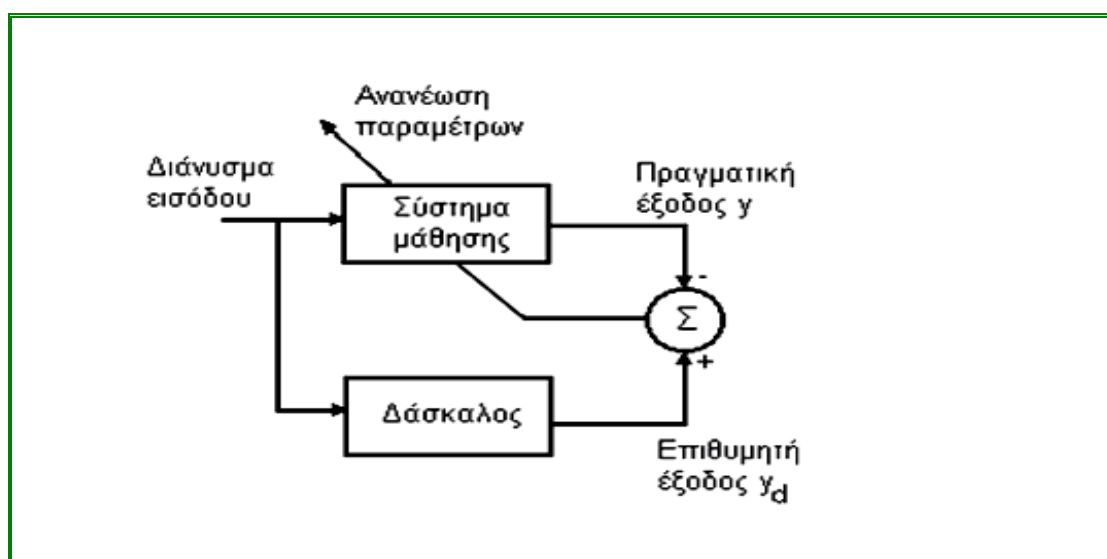 Ανανέωση
παραμέτρων
Διάνυσμα
εισόδου
Σύστημα
μάθησης
Πραγματική
έξοδος y
-
Σ
+
Δάσκαλος
Επιθυμητή
έξοδος yd